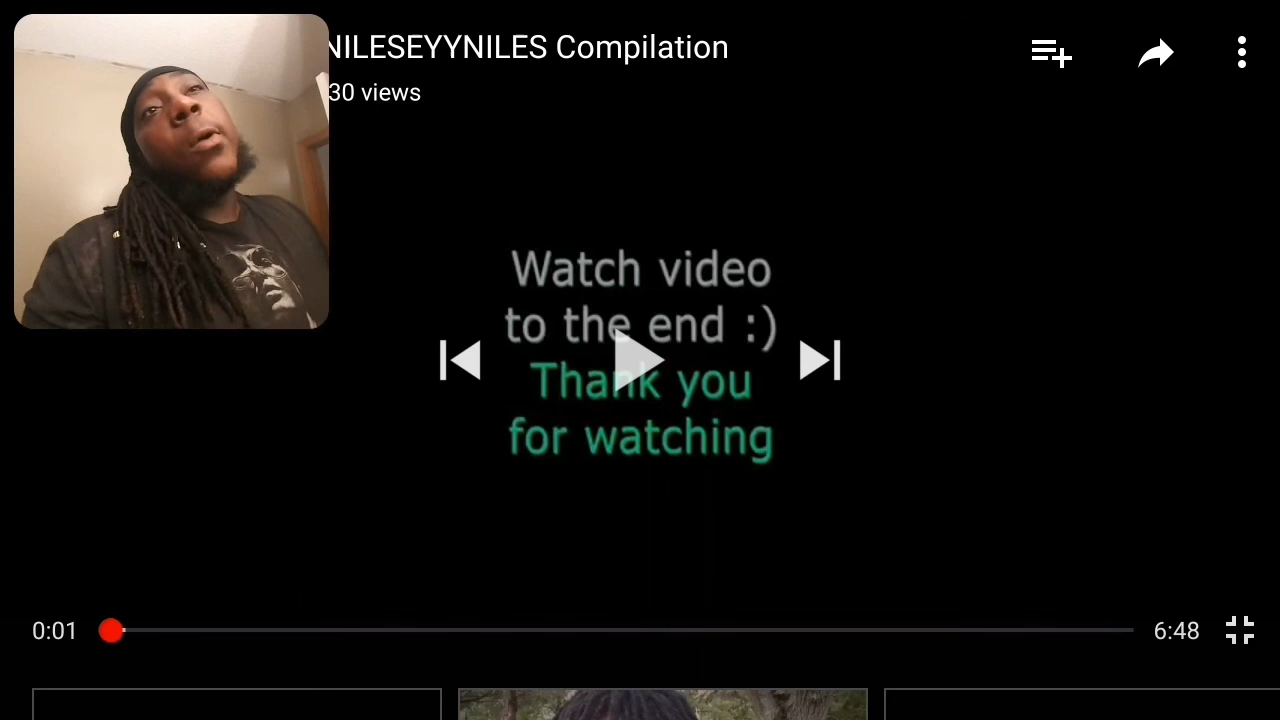 NILESEYYNILES Compilation
30 views
Watch video
to the end :)
Thank you
for watching
0:01
6:48